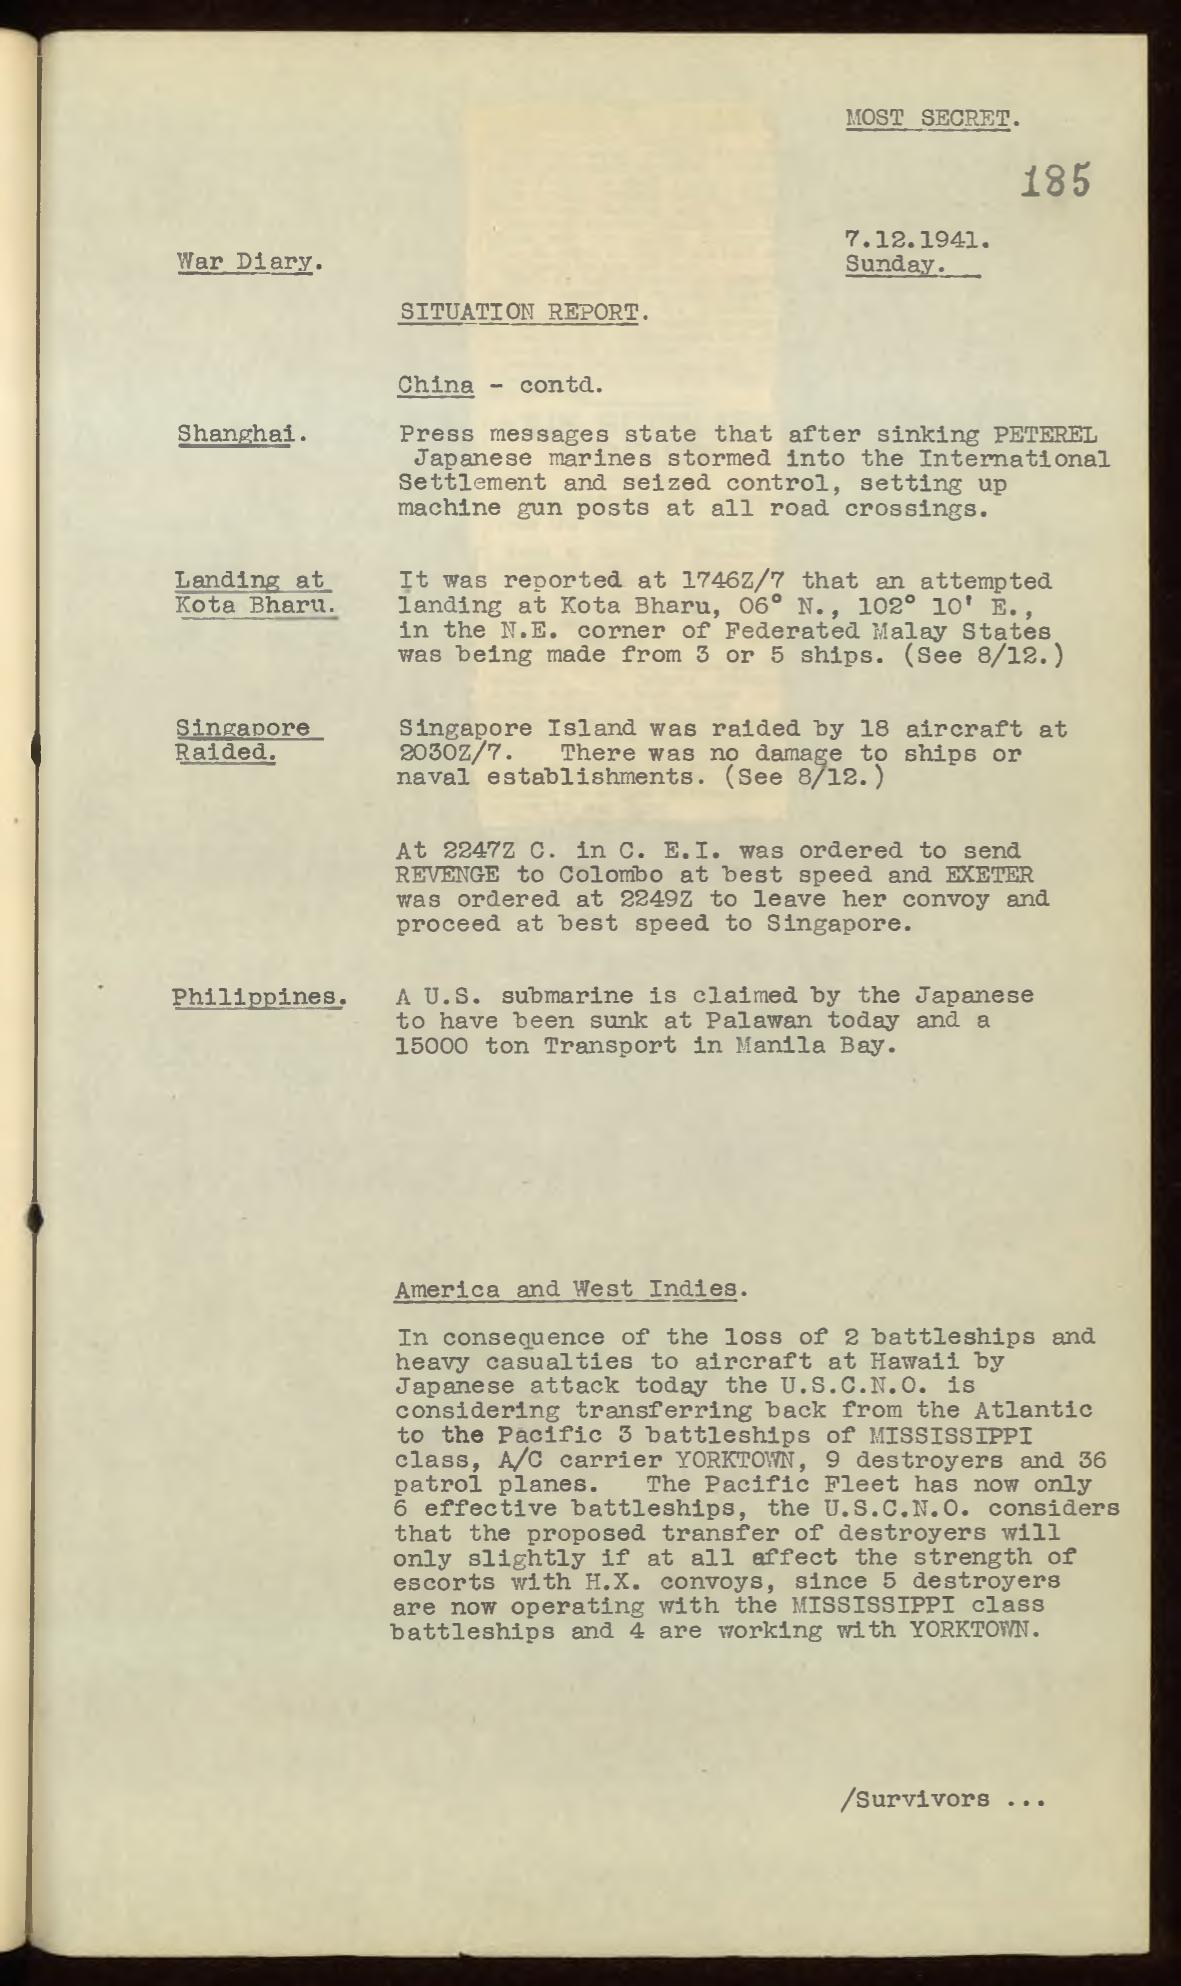 MOST SECRET.
185
7.12.1941.
War Diary.
Sunday.
SITUATION REPORT.
China - contd.
Shanghai.
Press messages state that after sinking PETEREL
Japanese marines stormed into the International
Settlement and seized control, setting up
machine gun posts at all road crossings.
Landing at
Kota Bharu.
It was reported at 1746Z/7 that an attempted
landing at Kota Bharu, 06° N., 102° 10' E.,
in the N.E. corner of Federated Malay States
was being made from 3 or 5 ships. (See 8/12.)
Singapore
Raided.
Singapore Island was raided by 18 aircraft at
2030Z/7. There was no damage to ships or
naval establishments. (See 8/12.)
At 2247Z C. in C. E.I. was ordered to send
REVENGE to Colombo at best speed and EXETER
was ordered at 2249Z to leave her convoy and
proceed at best speed to Singapore.
Philippines.
A U.S. submarine is claimed by the Japanese
to have been sunk at Palawan today and a
15000 ton Transport in Manila Bay.
America and West Indies.
In consequence of the loss of 2 battleships and
heavy casualties to aircraft at Hawaii by
Japanese attack today the U.S.C.N.O. is
considering transferring back from the Atlantic
to the Pacific 3 battleships of MISSISSIPPI
class, A/C carrier YORKTOWN, 9 destroyers and 36
patrol planes. The Pacific Fleet has now only
6 effective battleships, the U.S.C.N.O. considers
that the proposed transfer of destroyers will
only slightly if at all affect the strength of
escorts with H.X. convoys, since 5 destroyers
are now operating with the MISSISSIPPI class
battleships and 4 are working with YORKTOWN.
/Survivors ...